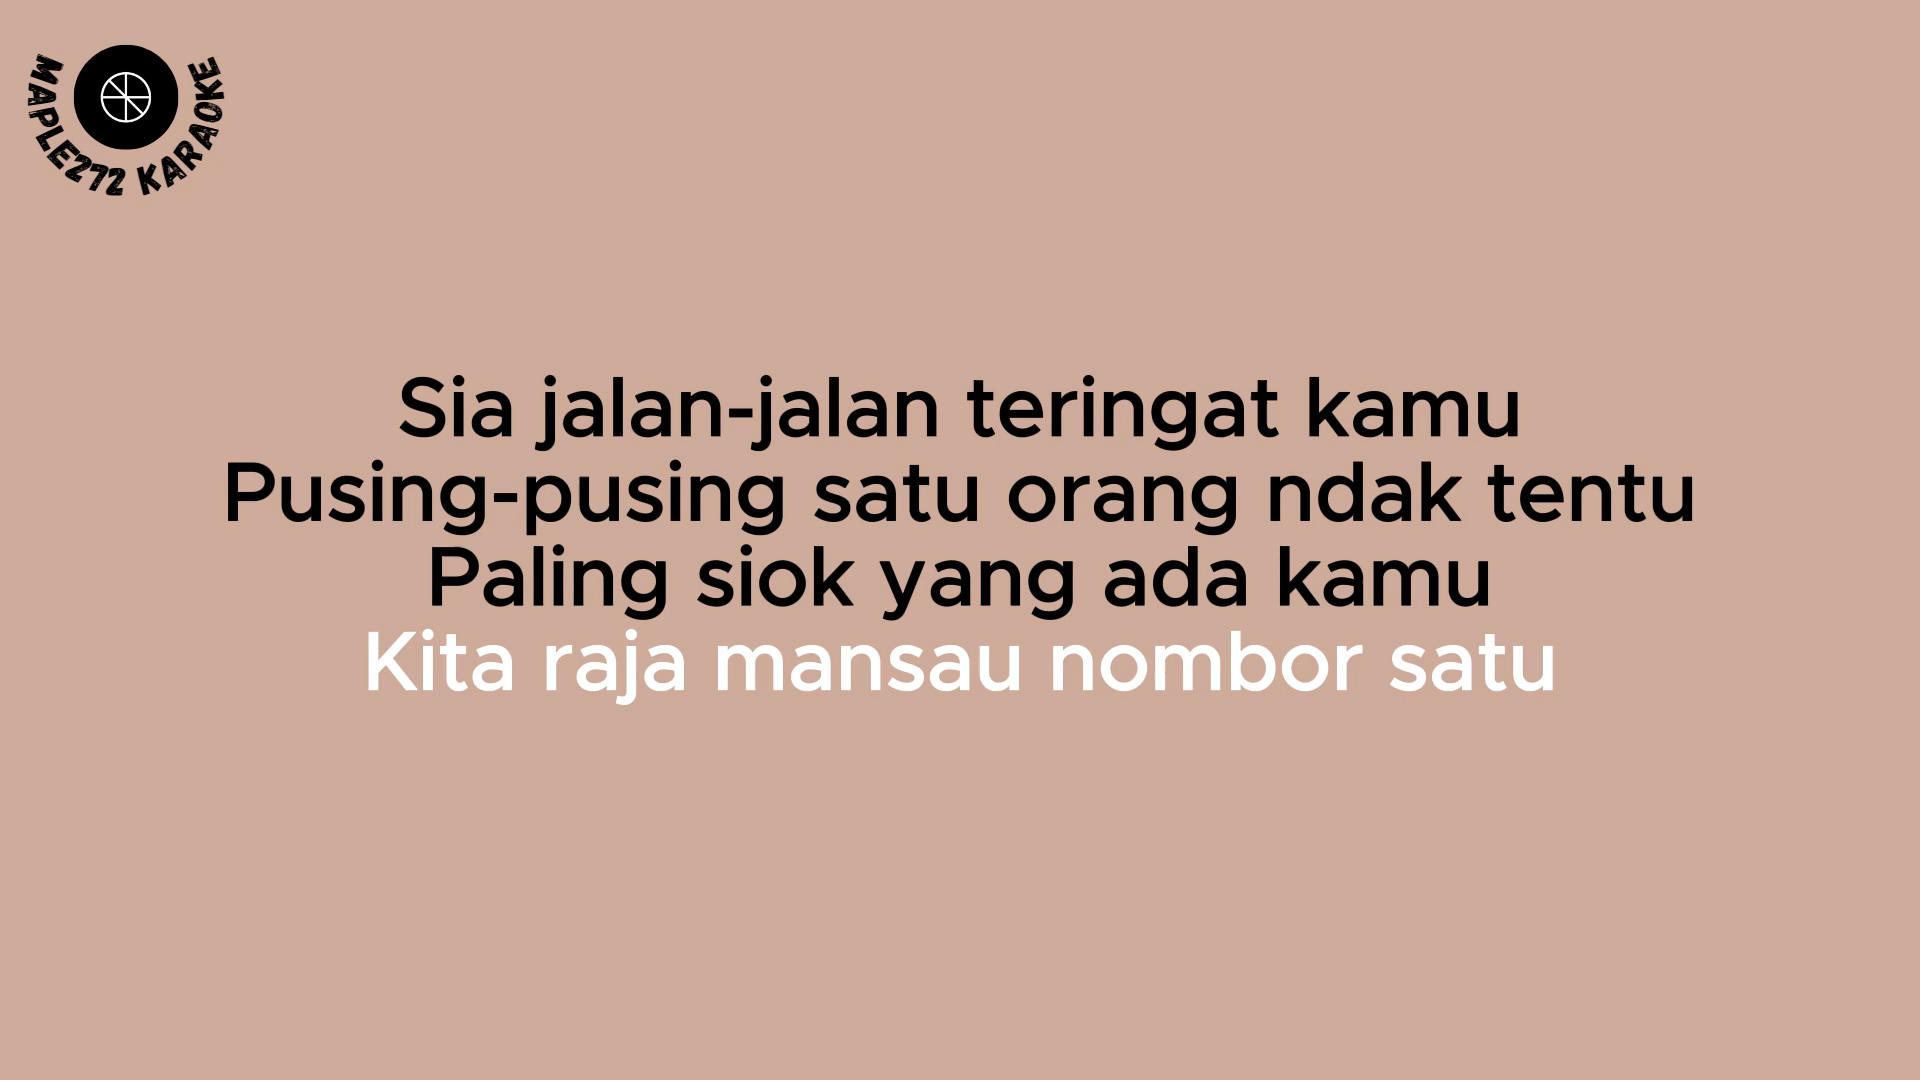 MAPLE272 KARAOKE
Sia jalan-jalan teringat kamu
Pusing-pusing satu orang ndak tentu
Paling siok yang ada kamu
Kita raja mansau nombor satu